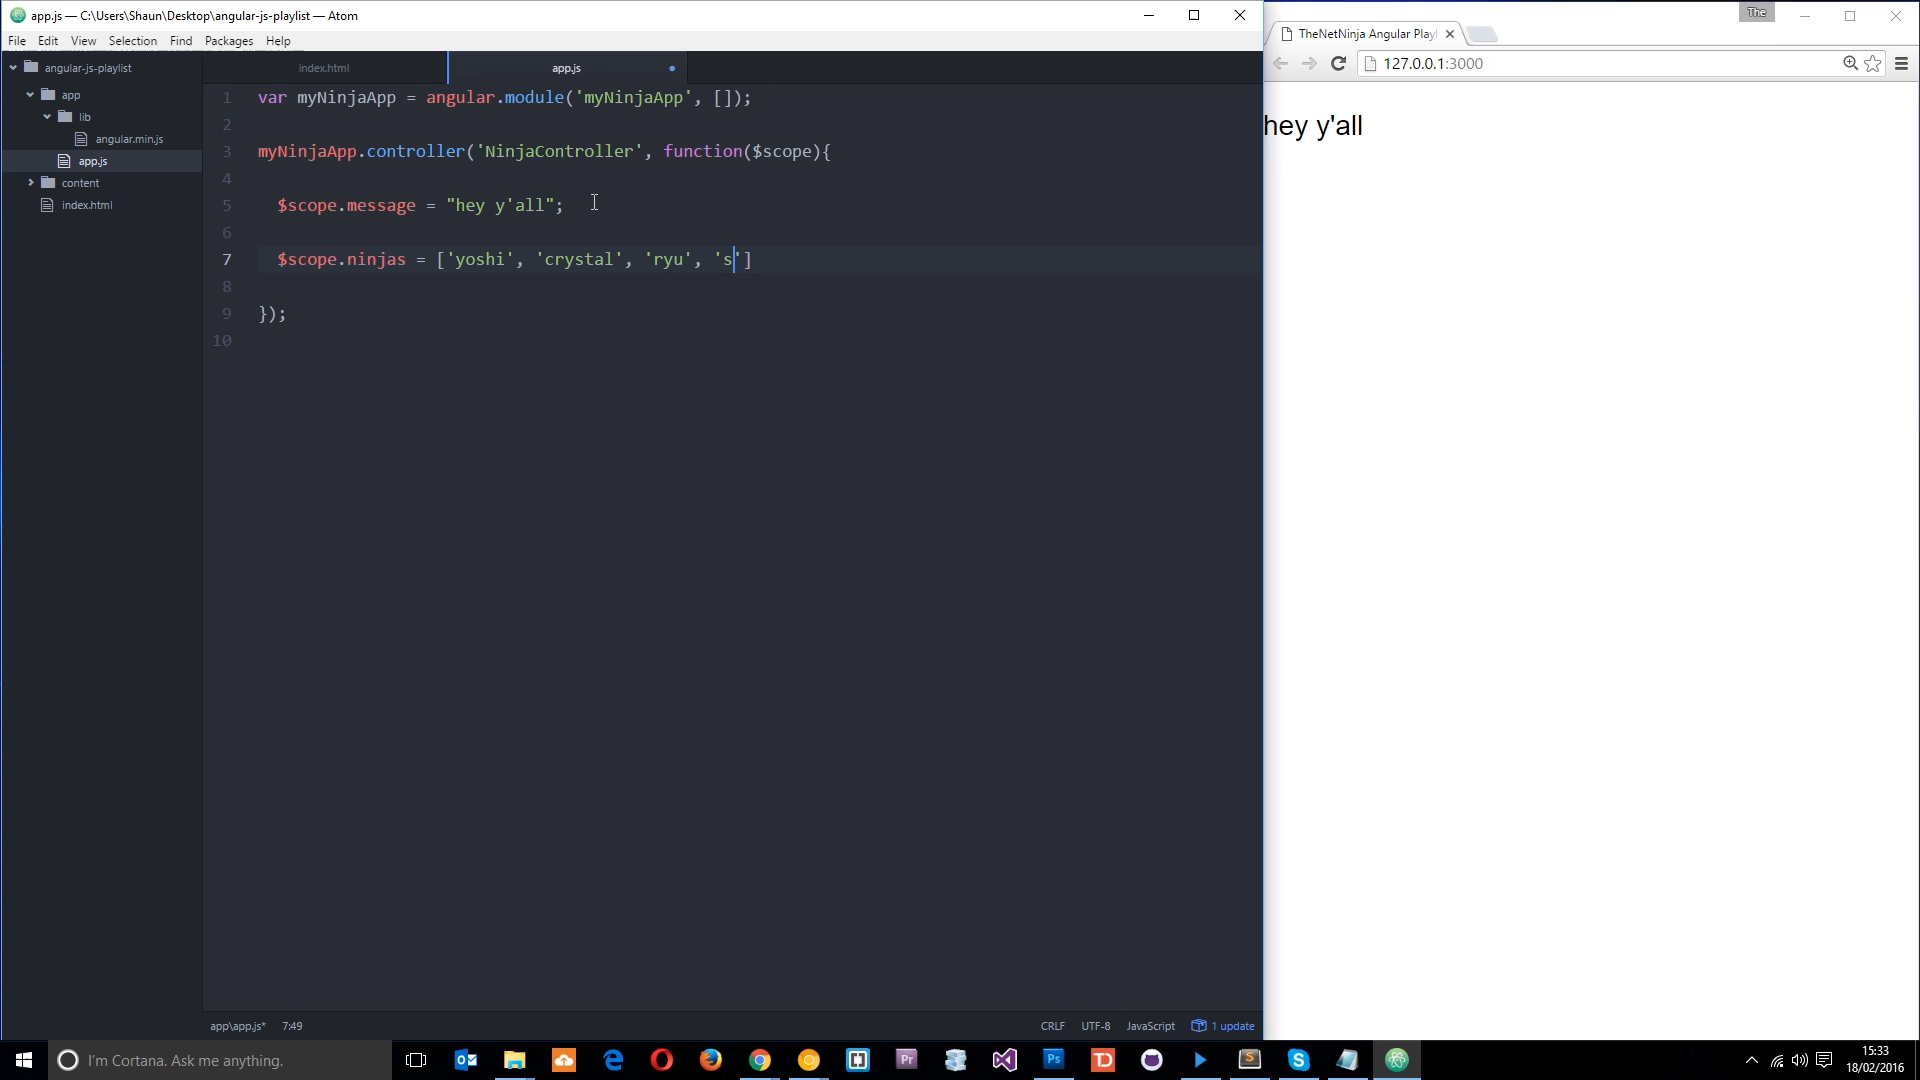 app.js — C:\Users\Shaun\Desktop\angular-js-playlist — Atom
The
File Edit View Selection Find Packages Help
TheNetNinja Angular Play
angular-js-playlist
index.html
app.js
127.0.0.1:3000
app
lib
angular.min.js
app.js
content
index.html
1 var myNinjaApp = angular.module('myNinjaApp', []);
2
3 myNinjaApp.controller('NinjaController', function($scope){
4
5 $scope.message = "hey y'all";
6
7 $scope.ninjas = ['yoshi', 'crystal', 'ryu', 's']
8
9 });
10
hey y'all
app\app.js* 7:49
CRLF UTF-8 JavaScript 1 update
I'm Cortana. Ask me anything.
Pr
Ps
TD
S
S
15:33
18/02/2016